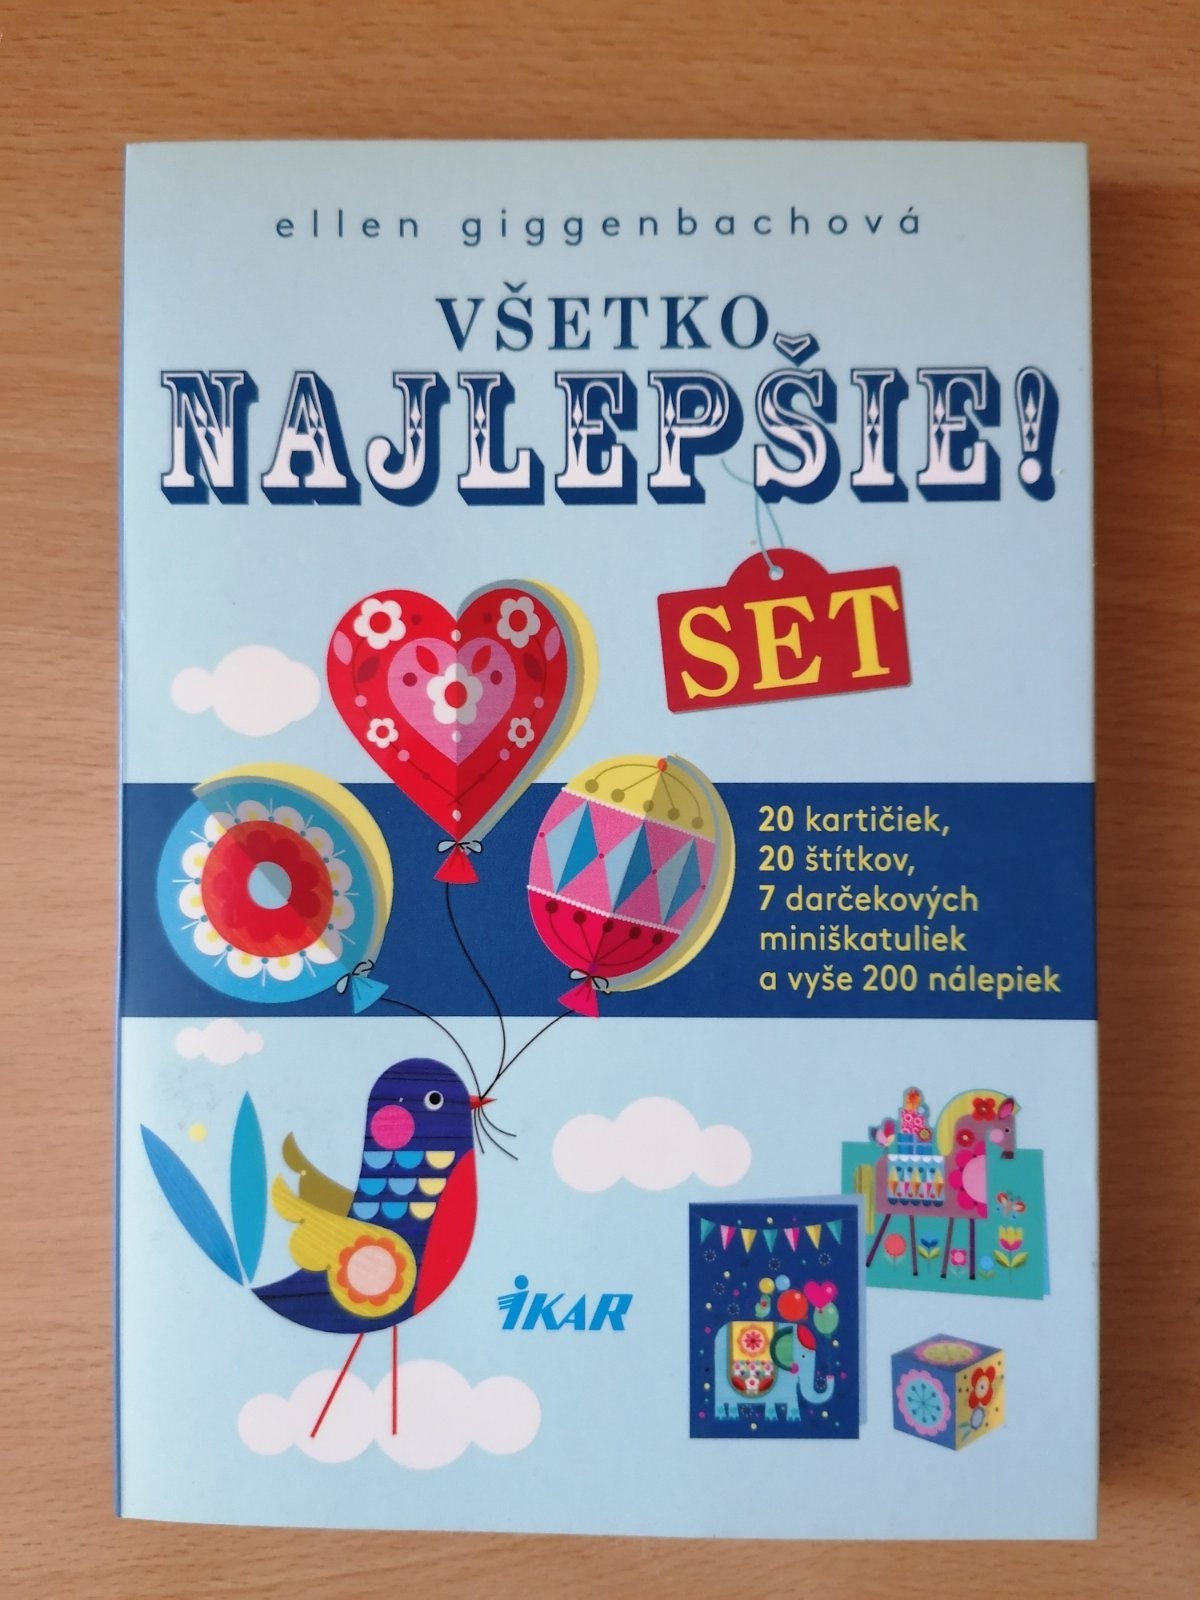 ellen giggenbachová
VŠETKO
NAJLEPŠIE!
SET
20 kartičiek,
20 štítkov,
7 darčekových
miniškatuliek
a vyše 200 nálepiek
IKAR